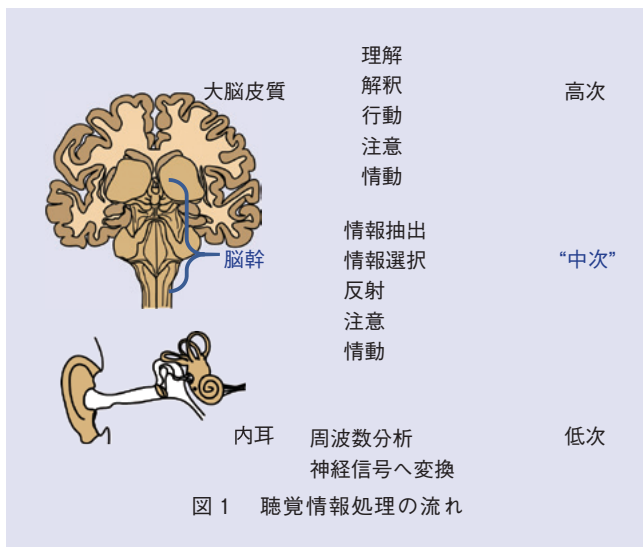 理解
大脳皮質 解釈 高次
行動
注意
情動
情報抽出
脳幹 情報選択 “中次”
反射
注意
情動
内耳 周波数分析 低次
神経信号へ変換
図 1 聴覚情報処理の流れ